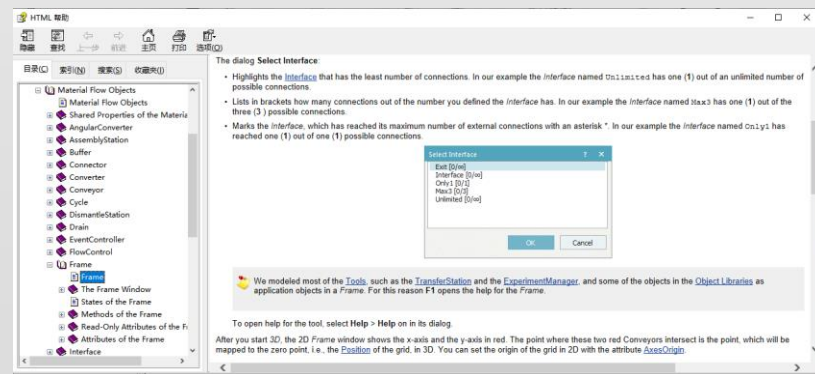 HTML 帮助
隐藏 查找 上一步 前进 主页 打印 选项(O)
目录(C) 索引(N) 搜索(S) 收藏夹(I)
Material Flow Objects
Material Flow Objects
Shared Properties of the Materia
AngularConverter
AssemblyStation
Buffer
Connector
Converter
Conveyor
Cycle
DismantleStation
Drain
EventController
FlowControl
Frame
Frame
The Frame Window
States of the Frame
Methods of the Frame
Read-Only Attributes of the Fr
Attributes of the Frame
Interface
The dialog Select Interface:
• Highlights the Interface that has the least number of connections. In our example the interface named Unlimited has one (1) out of an unlimited number of
possible connections.
• Lists in brackets how many connections out of the number you defined the Interface has. In our example the interface named Max3 has one (1) out of the
three (3 ) possible connections.
• Marks the Interface, which has reached its maximum number of external connections with an asterisk *. In our example the interface named Only1 has
reached one (1) out of one (1) possible connections.
Select Interface ? ×
Exit [0/∞]
Interface [0/∞]
Only1 [0/1]
Max3 [0/3]
Unlimited [0/∞]
OK Cancel
We modeled most of the Tools, such as the TransferStation and the ExperimentManager, and some of the objects in the Object Libraries as
application objects in a Frame. For this reason F1 opens the help for the Frame.
To open help for the tool, select Help > Help on in its dialog.
After you start 3D, the 2D Frame window shows the x-axis and the y-axis in red. The point where these two red Conveyors intersect is the point, which will be
mapped to the zero point, i.e., the Position of the grid, in 3D. You can set the origin of the grid in 2D with the attribute AxesOrigin.